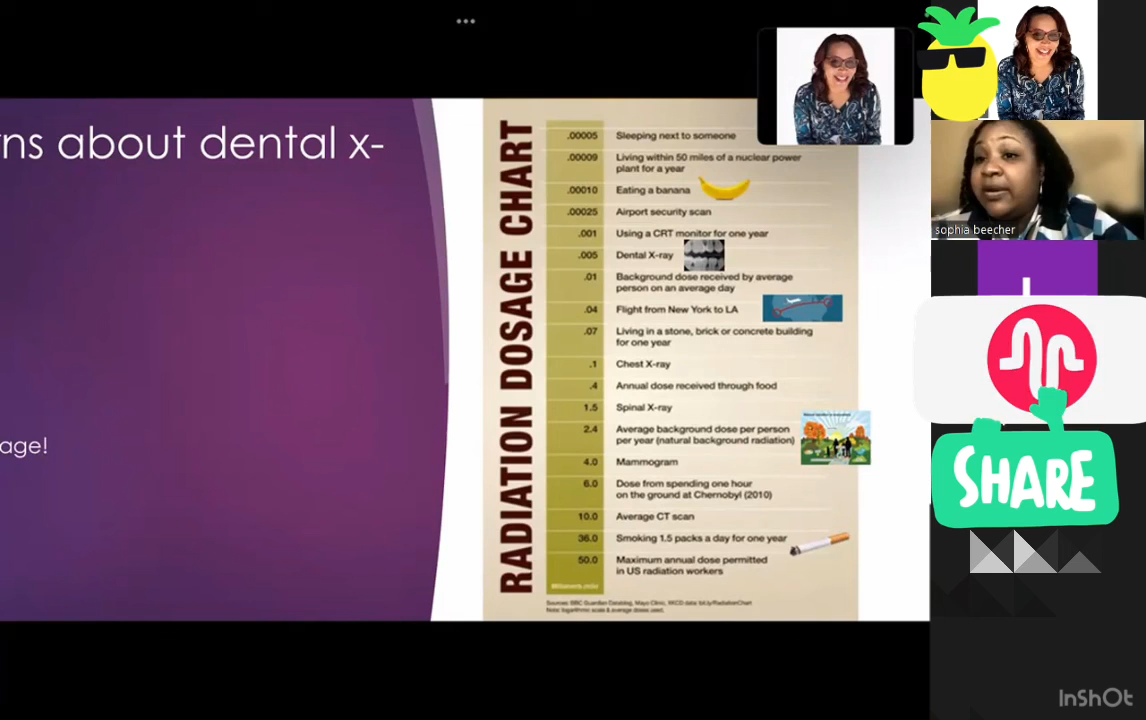 ns about dental x-
age!
RADIATION DOSAGE CHART
.00005 Sleeping next to someone
.00009 Living within 50 miles of a nuclear power
plant for a year
.00010 Eating a banana
.00025 Airport security scan
.001 Using a CRT monitor for one year
.005 Dental X-ray
.01 Background dose received by average
person on an average day
.04 Flight from New York to LA
.07 Living in a stone, brick or concrete building
for one year
.1 Chest X-ray
.4 Annual dose received through food
1.5 Spinal X-ray
2.4 Average background dose per person
per year (natural background radiation)
4.0 Mammogram
6.0 Dose from spending one hour
on the ground at Chernobyl (2010)
10.0 Average CT scan
36.0 Smoking 1.5 packs a day for one year
50.0 Maximum annual dose permitted
in US radiation workers
sophia beecher
SHARE
InShOt